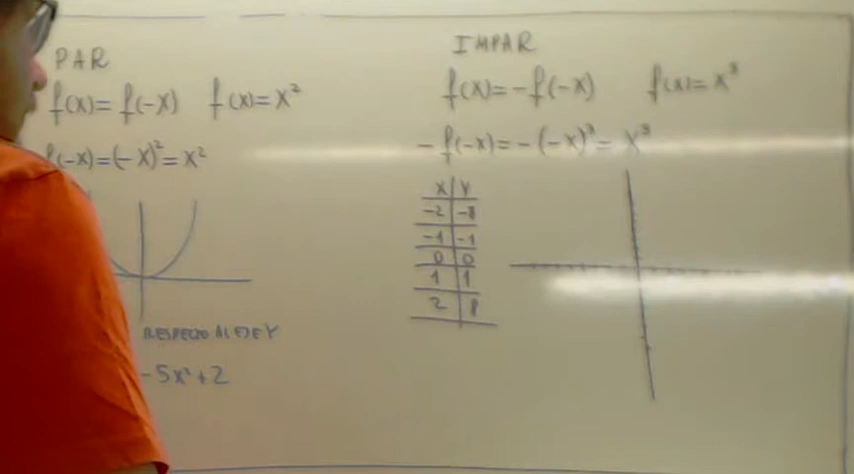 PAR
f(x)=f(-x) f(x)=x²
f(-x)=(-x)²=x²
RESPECTO AL EJE Y
-5x²+2
IMPAR
f(x)=-f(-x) f(x)=x³
-f(-x)=-(-x)³=x³
x y
-2 -8
-1 -1
0 0
1 1
2 8